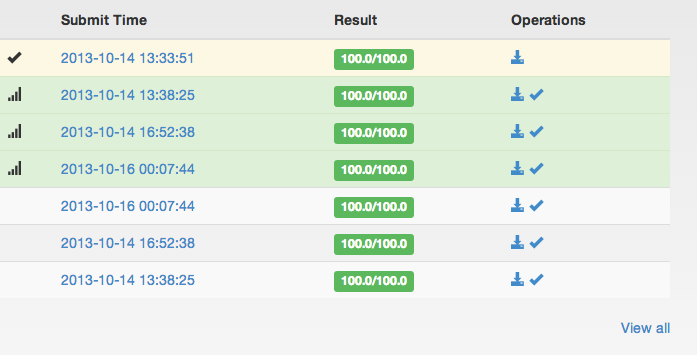 Submit Time Result Operations
2013-10-14 13:33:51 100.0/100.0
2013-10-14 13:38:25 100.0/100.0
2013-10-14 16:52:38 100.0/100.0
2013-10-16 00:07:44 100.0/100.0
2013-10-16 00:07:44 100.0/100.0
2013-10-14 16:52:38 100.0/100.0
2013-10-14 13:38:25 100.0/100.0
View all